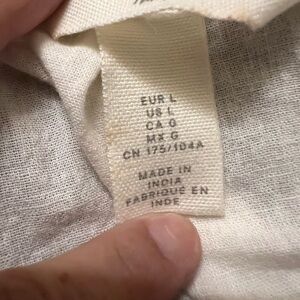 EUR L
US L
CA G
MX G
CN 175/104A
MADE IN
INDIA
FABRIQUÉ EN
INDE